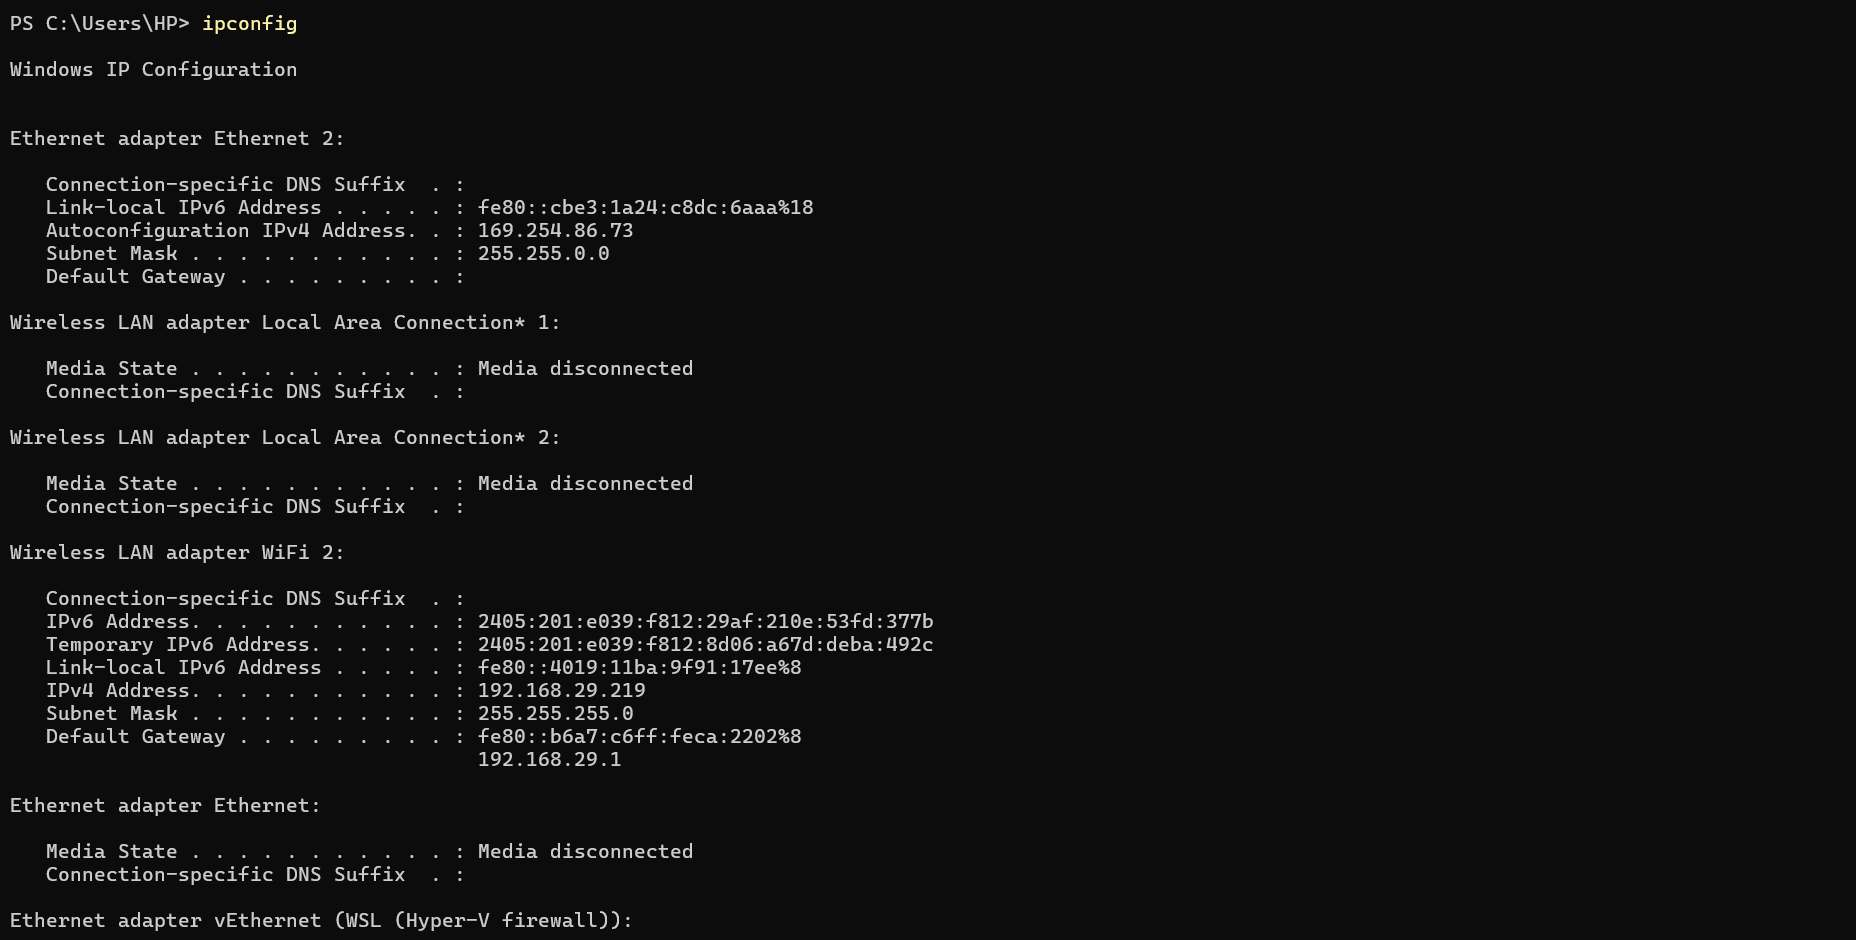 PS C:\Users\HP> ipconfig
Windows IP Configuration
Ethernet adapter Ethernet 2:
   Connection-specific DNS Suffix  . :
   Link-local IPv6 Address . . . . . : fe80::cbe3:1a24:c8dc:6aaa%18
   Autoconfiguration IPv4 Address. . : 169.254.86.73
   Subnet Mask . . . . . . . . . . . : 255.255.0.0
   Default Gateway . . . . . . . . . :
Wireless LAN adapter Local Area Connection* 1:
   Media State . . . . . . . . . . . : Media disconnected
   Connection-specific DNS Suffix  . :
Wireless LAN adapter Local Area Connection* 2:
   Media State . . . . . . . . . . . : Media disconnected
   Connection-specific DNS Suffix  . :
Wireless LAN adapter WiFi 2:
   Connection-specific DNS Suffix  . :
   IPv6 Address. . . . . . . . . . . : 2405:201:e039:f812:29af:210e:53fd:377b
   Temporary IPv6 Address. . . . . . : 2405:201:e039:f812:8d06:a67d:deba:492c
   Link-local IPv6 Address . . . . . : fe80::4019:11ba:9f91:17ee%8
   IPv4 Address. . . . . . . . . . . : 192.168.29.219
   Subnet Mask . . . . . . . . . . . : 255.255.255.0
   Default Gateway . . . . . . . . . : fe80::b6a7:c6ff:feca:2202%8
                                       192.168.29.1
Ethernet adapter Ethernet:
   Media State . . . . . . . . . . . : Media disconnected
   Connection-specific DNS Suffix  . :
Ethernet adapter vEthernet (WSL (Hyper-V firewall)):